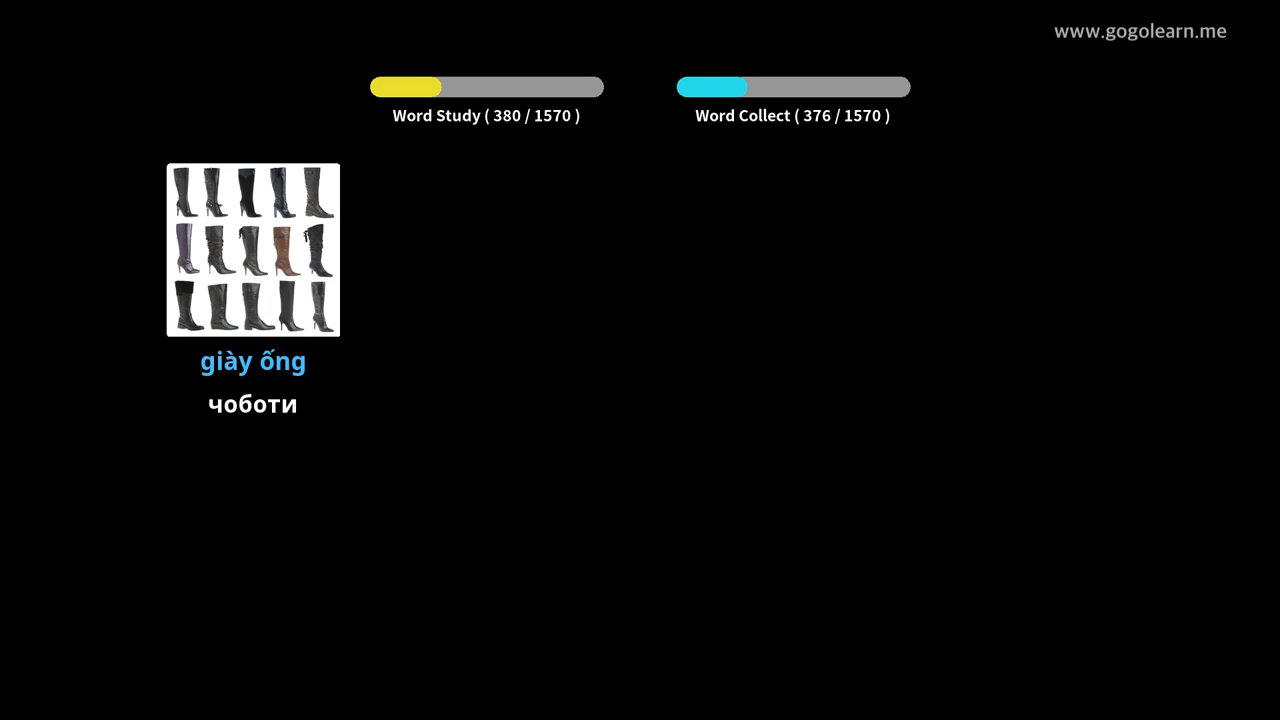 www.gogolearn.me
Word Study ( 380 / 1570 )
Word Collect ( 376 / 1570 )
giày ống
чоботи